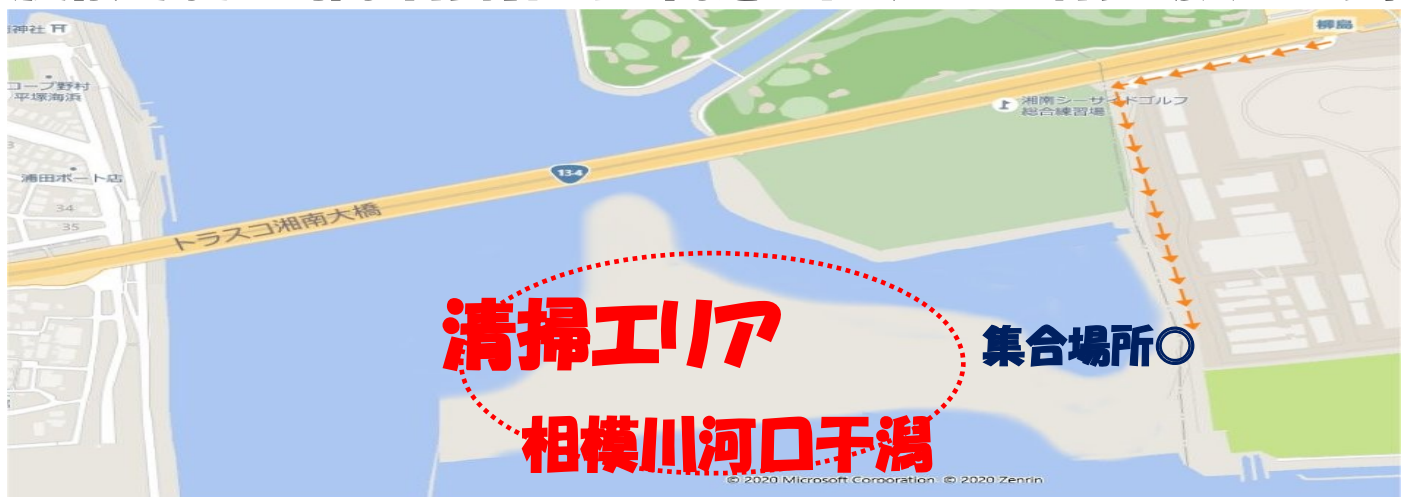 神社
柳島
コープ野村
平塚海浜
湘南シーサイドゴルフ
総合練習場
134
浦田ボート店
34
35
トラスコ湘南大橋
清掃エリア
集合場所◎
相模川河口干潟
© 2020 Microsoft Corporation © 2020 Zenrin